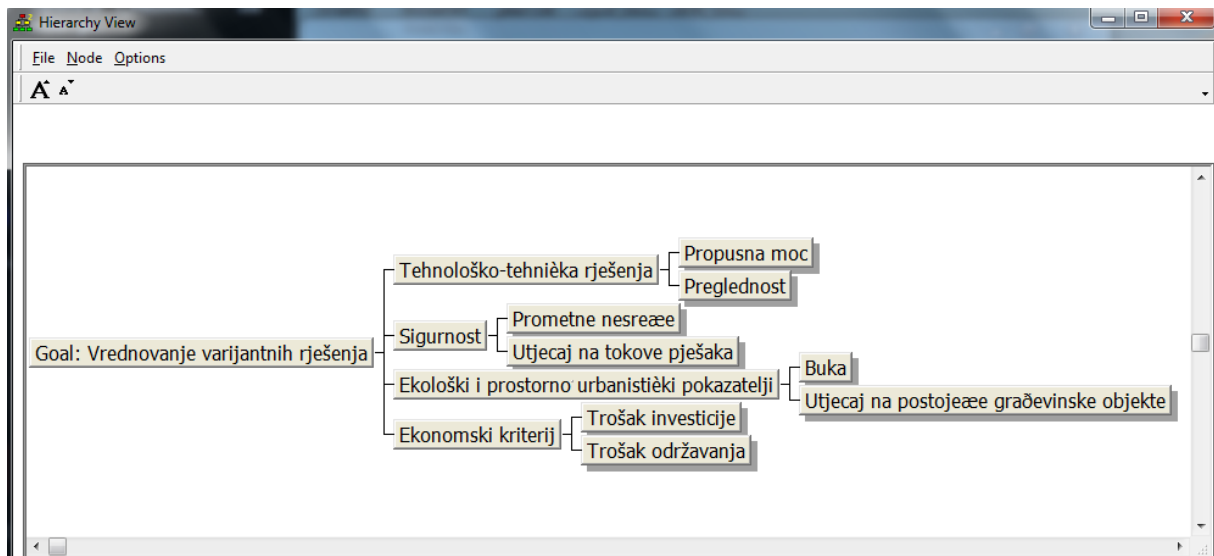 Hierarchy View
File Node Options
A A
Propusna moc
Tehnološko-tehnièka rješenja
Preglednost
Prometne nesreæe
Sigurnost
Utjecaj na tokove pješaka
Goal: Vrednovanje varijantnih rješenja
Buka
Ekološki i prostorno urbanistièki pokazatelji
Utjecaj na postojeæe graðevinske objekte
Trošak investicije
Ekonomski kriterij
Trošak održavanja